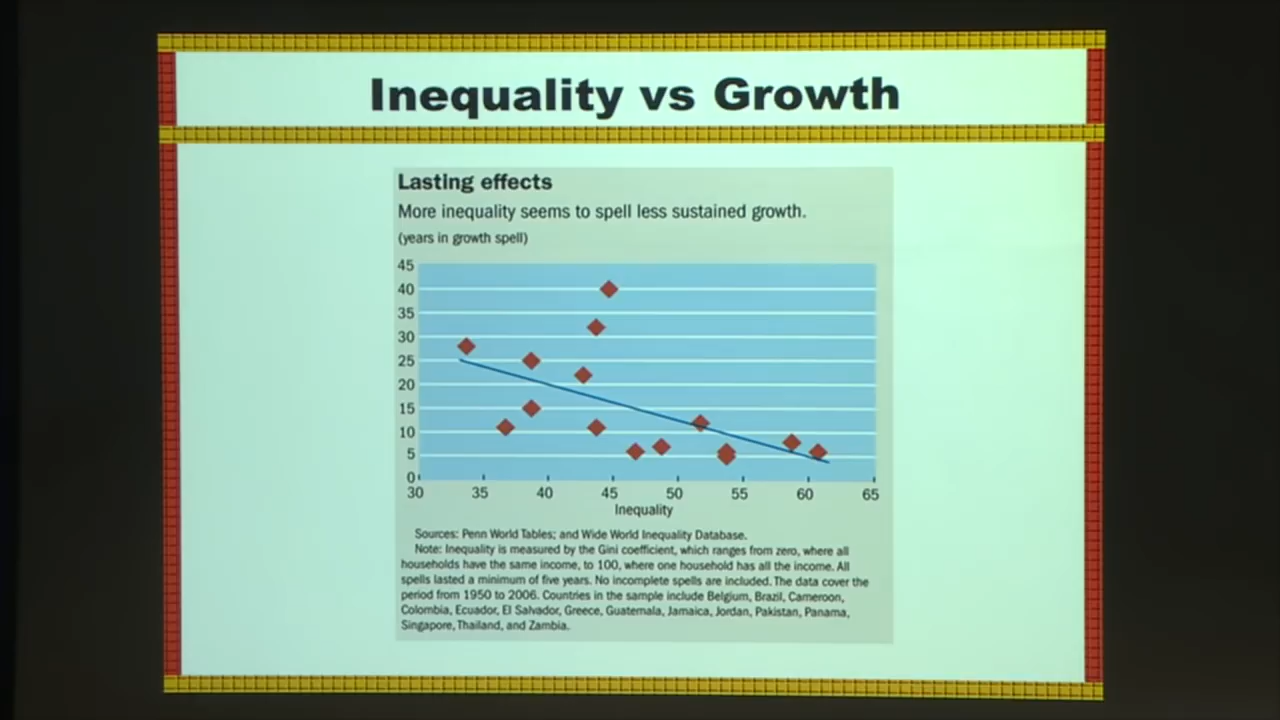 Inequality vs Growth
Lasting effects
More inequality seems to spell less sustained growth.
(years in growth spell)
45
40
35
30
25
20
15
10
5
0
30 35 40 45 50 55 60 65
Inequality
Sources: Penn World Tables; and Wide World Inequality Database.
Note: Inequality is measured by the Gini coefficient, which ranges from zero, where all
households have the same income, to 100, where one household has all the income. All
spells lasted a minimum of five years. No incomplete spells are included. The data cover the
period from 1950 to 2006. Countries in the sample include Belgium, Brazil, Cameroon,
Colombia, Ecuador, El Salvador, Greece, Guatemala, Jamaica, Jordan, Pakistan, Panama,
Singapore, Thailand, and Zambia.